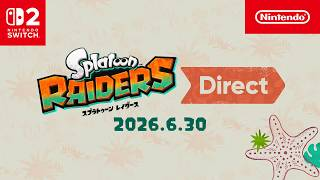 2
NINTENDO
SWITCH
Nintendo
Splatoon
RAIDERS
スプラトゥーン レイダース
Direct
2026.6.30